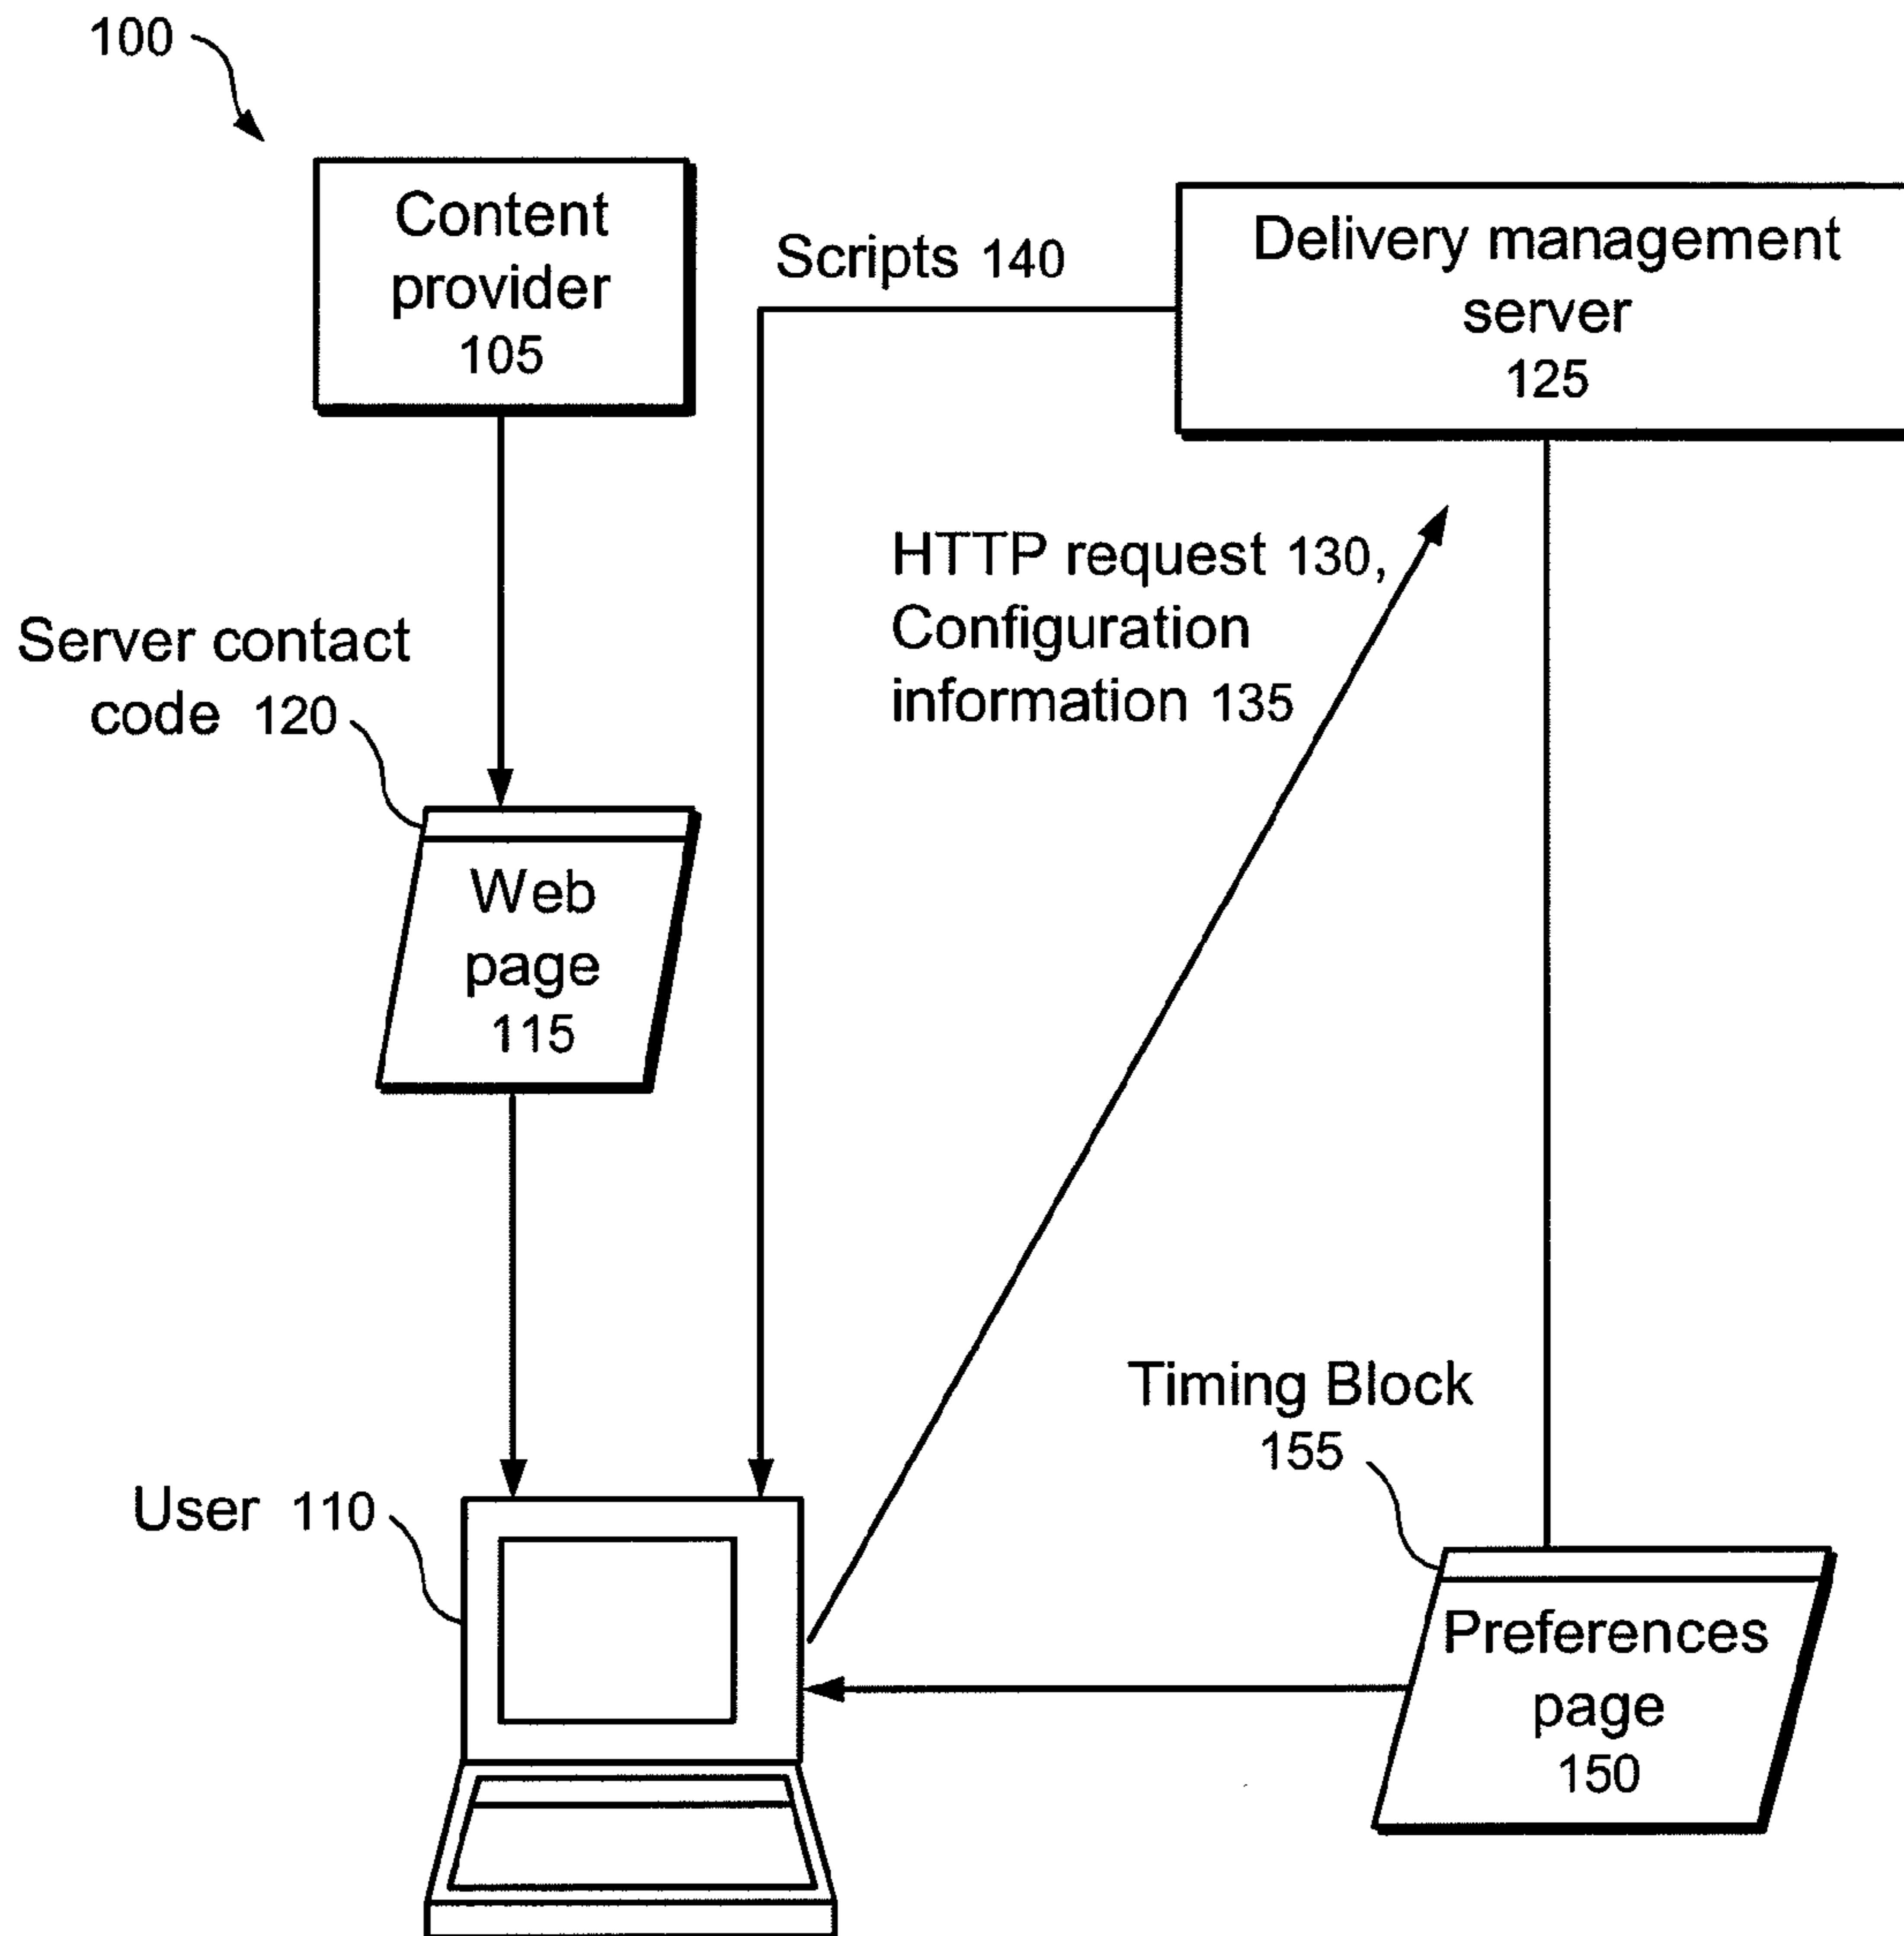 100
Content
provider
105
Scripts 140
Delivery management
server
125
HTTP request 130,
Configuration
information 135
Server contact
code 120
Web
page
115
Timing Block
155
User 110
Preferences
page
150